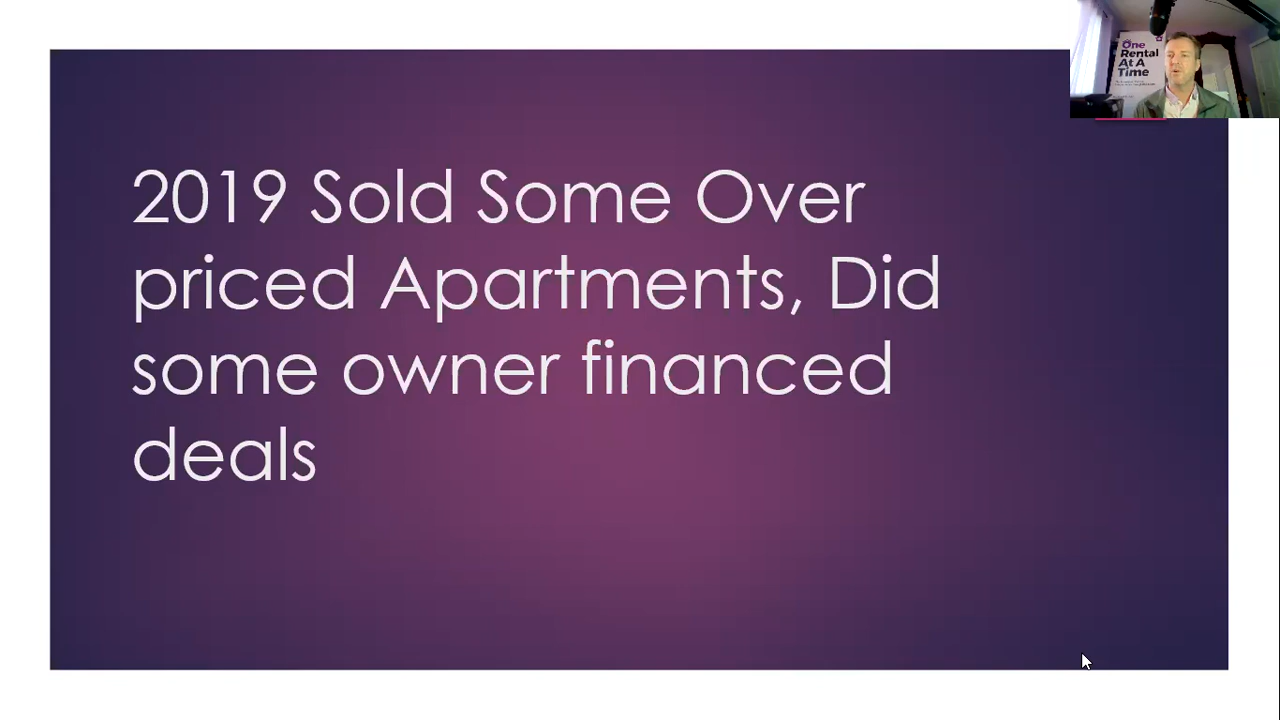 2019 Sold Some Over
priced Apartments, Did
some owner financed
deals
One
Rental
At A
Time